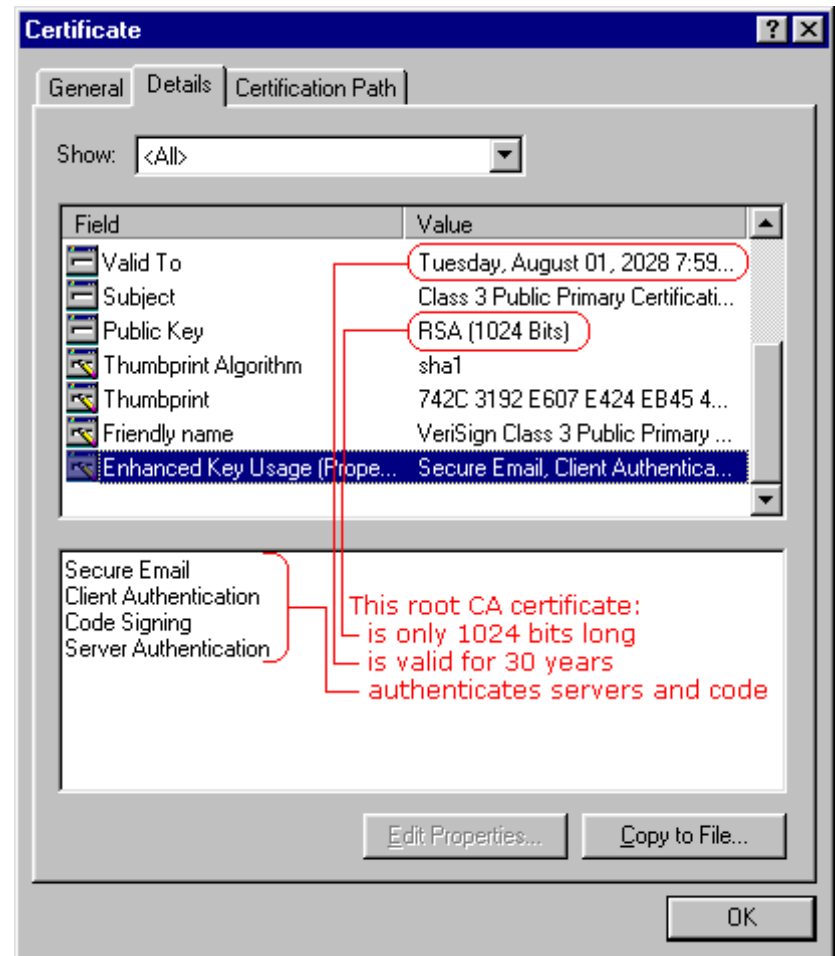 Certificate
General Details Certification Path
Show: <All>
Field Value
Valid To Tuesday, August 01, 2028 7:59...
Subject Class 3 Public Primary Certificati...
Public Key RSA (1024 Bits)
Thumbprint Algorithm sha1
Thumbprint 742C 3192 E607 E424 EB45 4...
Friendly name VeriSign Class 3 Public Primary ...
Enhanced Key Usage (Prope... Secure Email, Client Authentica...
Secure Email
Client Authentication
Code Signing
Server Authentication
This root CA certificate:
is only 1024 bits long
is valid for 30 years
authenticates servers and code
Edit Properties... Copy to File...
OK